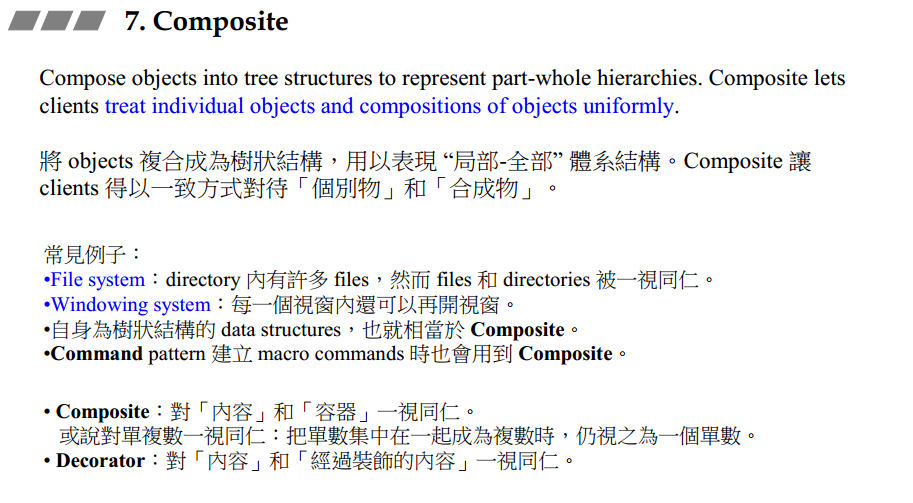 7. Composite
Compose objects into tree structures to represent part-whole hierarchies. Composite lets
clients treat individual objects and compositions of objects uniformly.
將 objects 複合成為樹狀結構，用以表現 “局部-全部” 體系結構。Composite 讓
clients 得以一致方式對待「個別物」和「合成物」。
常見例子：
•File system：directory 內有許多 files，然而 files 和 directories 被一視同仁。
•Windowing system：每一個視窗內還可以再開視窗。
•自身為樹狀結構的 data structures，也就相當於 Composite。
•Command pattern 建立 macro commands 時也會用到 Composite。
• Composite：對「內容」和「容器」一視同仁。
或說對單複數一視同仁：把單數集中在一起成為複數時，仍視之為一個單數。
• Decorator：對「內容」和「經過裝飾的內容」一視同仁。